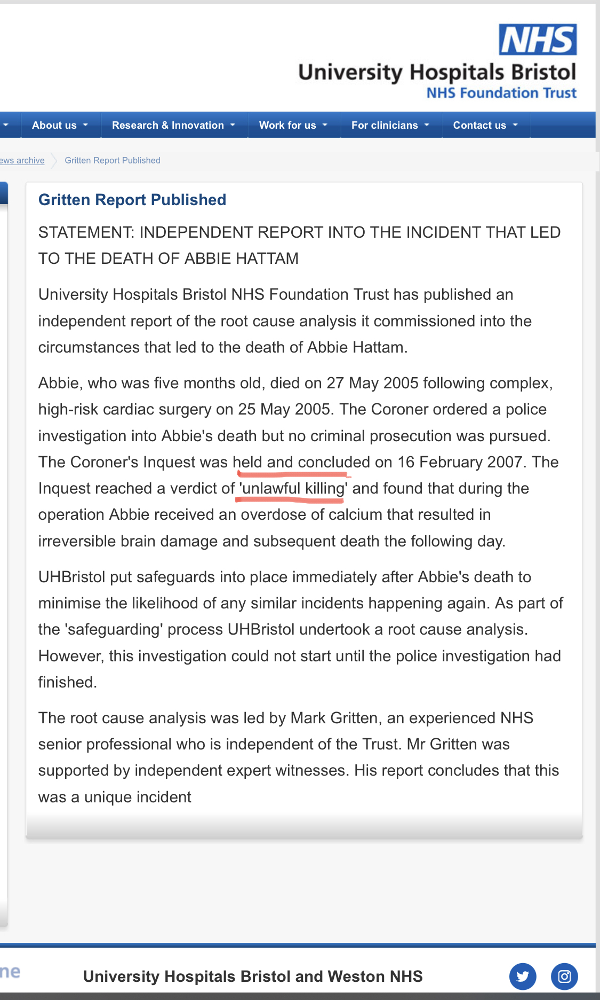 NHS
University Hospitals Bristol
NHS Foundation Trust
About us
Research & Innovation
Work for us
For clinicians
Contact us
ews archive
Gritten Report Published
Gritten Report Published
STATEMENT: INDEPENDENT REPORT INTO THE INCIDENT THAT LED
TO THE DEATH OF ABBIE HATTAM
University Hospitals Bristol NHS Foundation Trust has published an
independent report of the root cause analysis it commissioned into the
circumstances that led to the death of Abbie Hattam.
Abbie, who was five months old, died on 27 May 2005 following complex,
high-risk cardiac surgery on 25 May 2005. The Coroner ordered a police
investigation into Abbie's death but no criminal prosecution was pursued.
The Coroner's Inquest was held and concluded on 16 February 2007. The
Inquest reached a verdict of 'unlawful killing' and found that during the
operation Abbie received an overdose of calcium that resulted in
irreversible brain damage and subsequent death the following day.
UHBristol put safeguards into place immediately after Abbie's death to
minimise the likelihood of any similar incidents happening again. As part of
the 'safeguarding' process UHBristol undertook a root cause analysis.
However, this investigation could not start until the police investigation had
finished.
The root cause analysis was led by Mark Gritten, an experienced NHS
senior professional who is independent of the Trust. Mr Gritten was
supported by independent expert witnesses. His report concludes that this
was a unique incident
ne
University Hospitals Bristol and Weston NHS